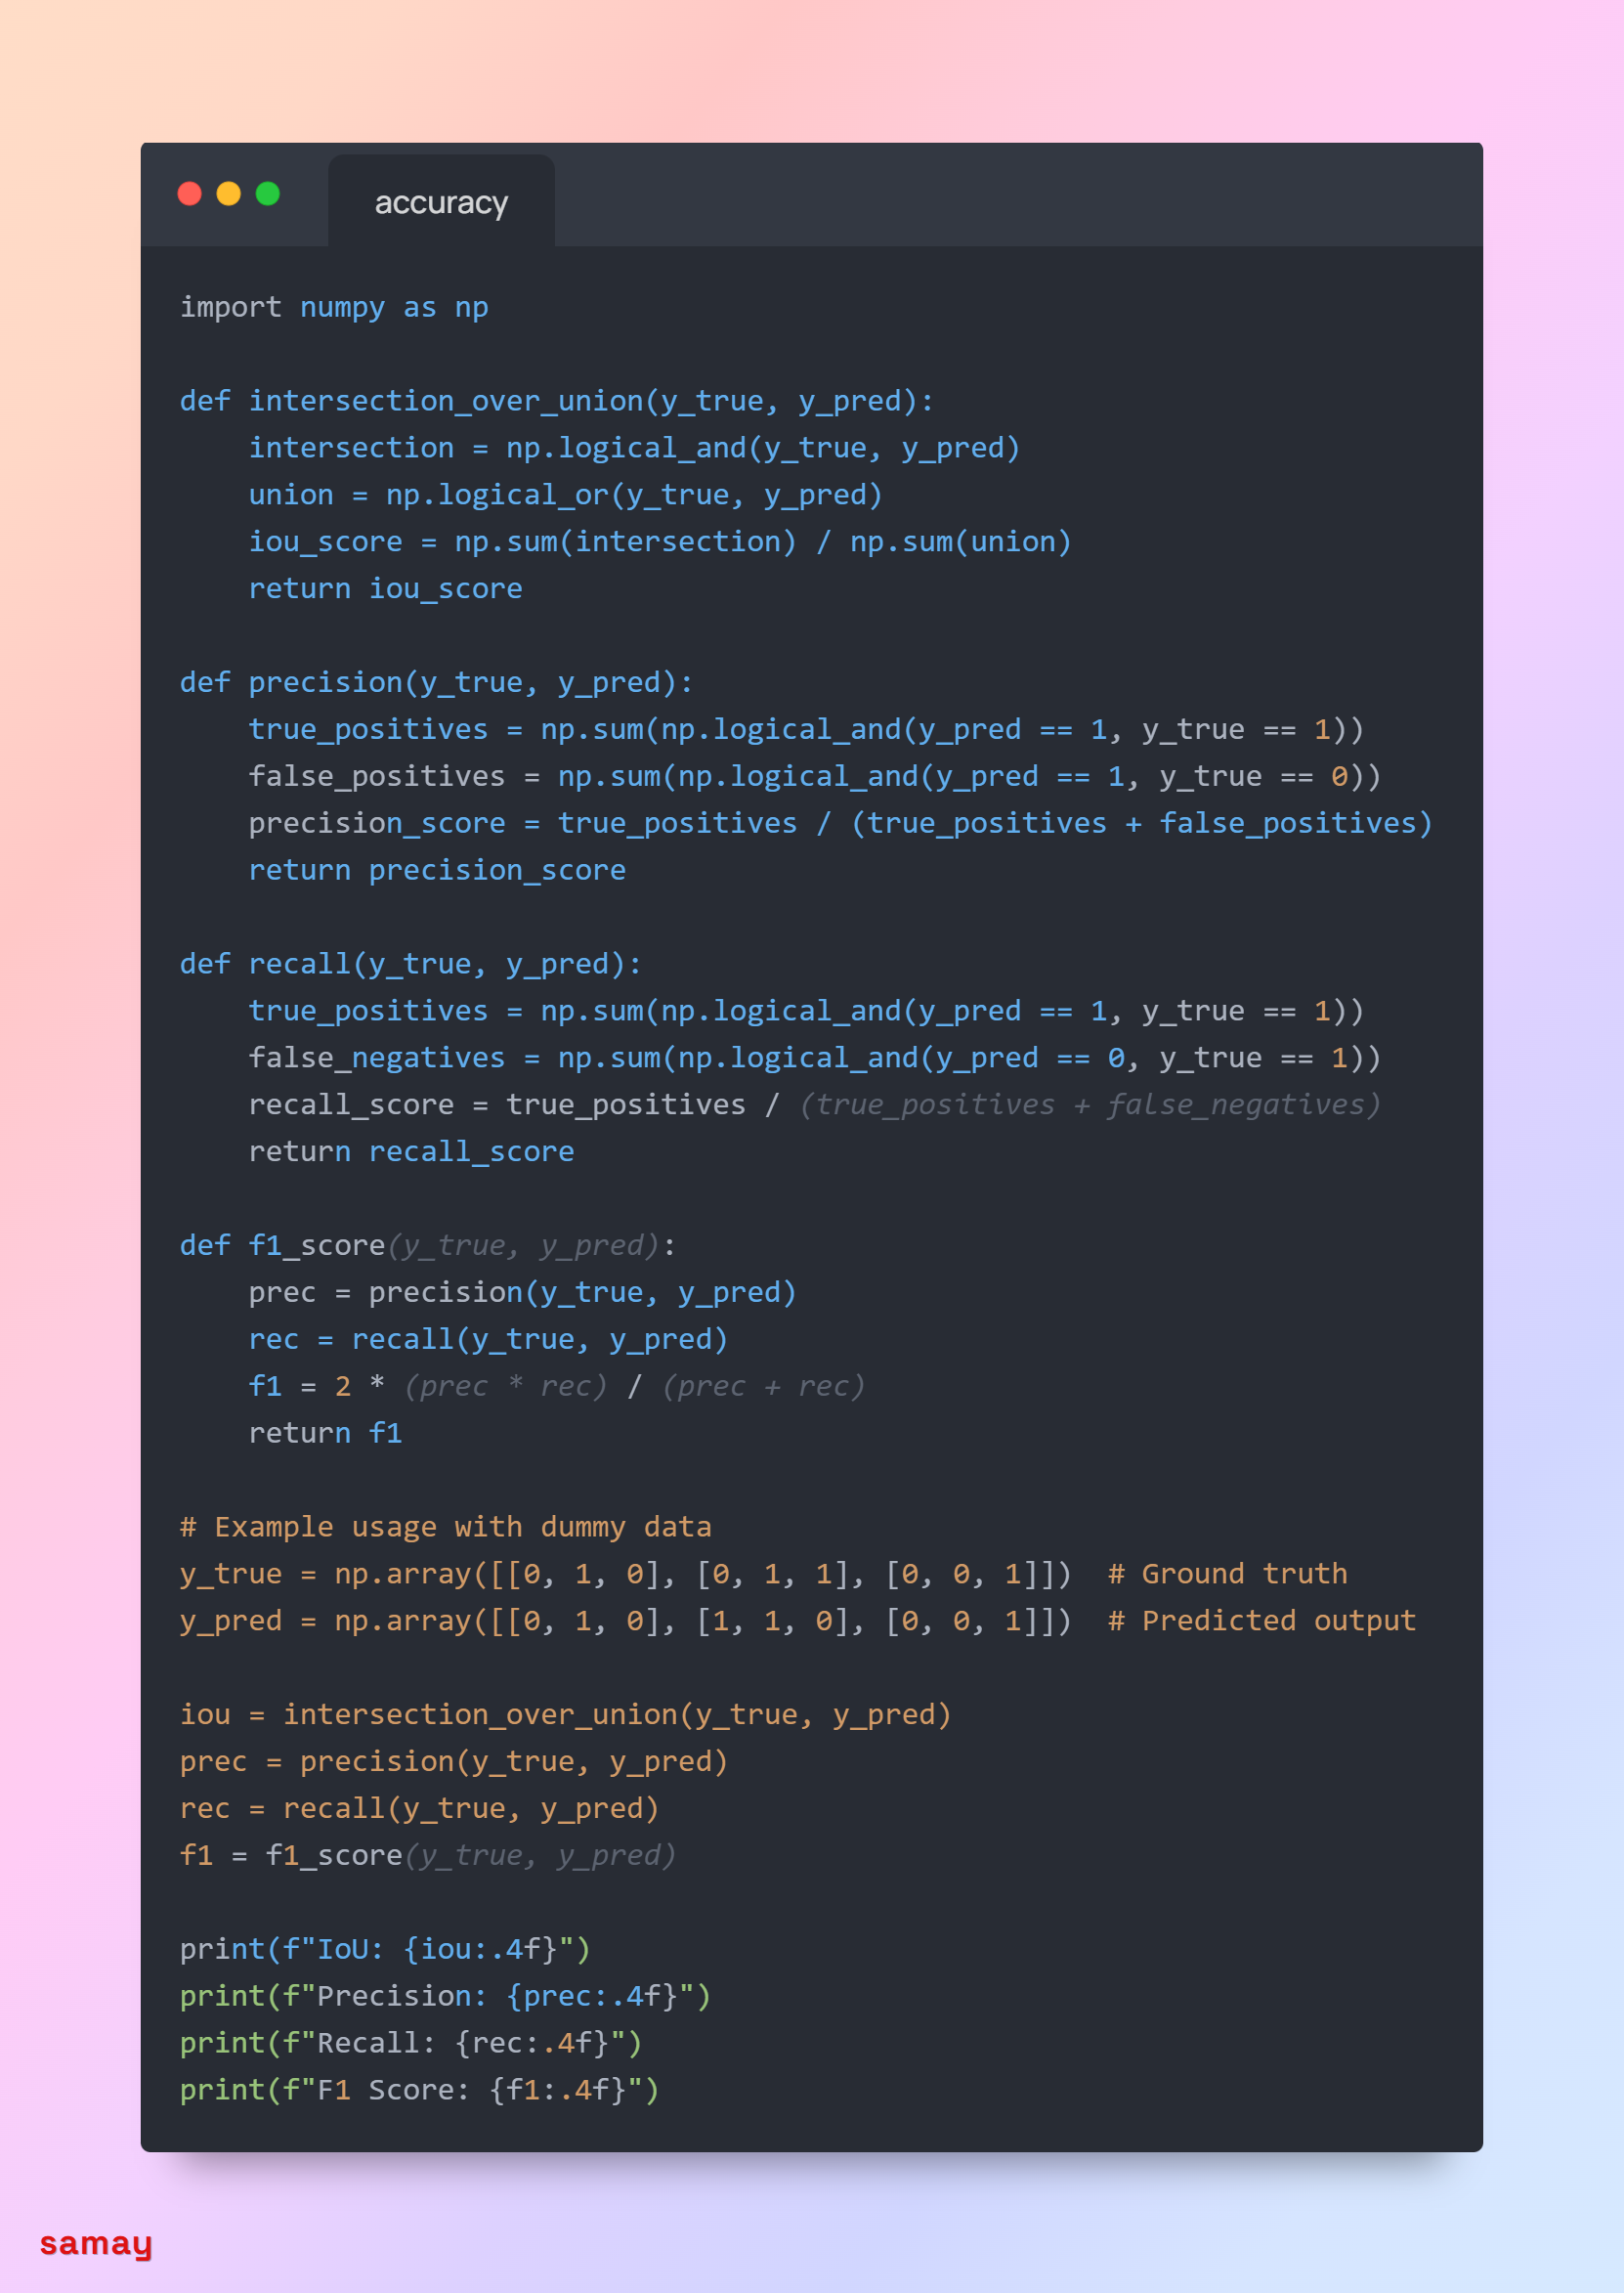 accuracy
import numpy as np
def intersection_over_union(y_true, y_pred):
    intersection = np.logical_and(y_true, y_pred)
    union = np.logical_or(y_true, y_pred)
    iou_score = np.sum(intersection) / np.sum(union)
    return iou_score
def precision(y_true, y_pred):
    true_positives = np.sum(np.logical_and(y_pred == 1, y_true == 1))
    false_positives = np.sum(np.logical_and(y_pred == 1, y_true == 0))
    precision_score = true_positives / (true_positives + false_positives)
    return precision_score
def recall(y_true, y_pred):
    true_positives = np.sum(np.logical_and(y_pred == 1, y_true == 1))
    false_negatives = np.sum(np.logical_and(y_pred == 0, y_true == 1))
    recall_score = true_positives / (true_positives + false_negatives)
    return recall_score
def f1_score(y_true, y_pred):
    prec = precision(y_true, y_pred)
    rec = recall(y_true, y_pred)
    f1 = 2 * (prec * rec) / (prec + rec)
    return f1
# Example usage with dummy data
y_true = np.array([[0, 1, 0], [0, 1, 1], [0, 0, 1]])  # Ground truth
y_pred = np.array([[0, 1, 0], [1, 1, 0], [0, 0, 1]])  # Predicted output
iou = intersection_over_union(y_true, y_pred)
prec = precision(y_true, y_pred)
rec = recall(y_true, y_pred)
f1 = f1_score(y_true, y_pred)
print(f"IoU: {iou:.4f}")
print(f"Precision: {prec:.4f}")
print(f"Recall: {rec:.4f}")
print(f"F1 Score: {f1:.4f}")
samay